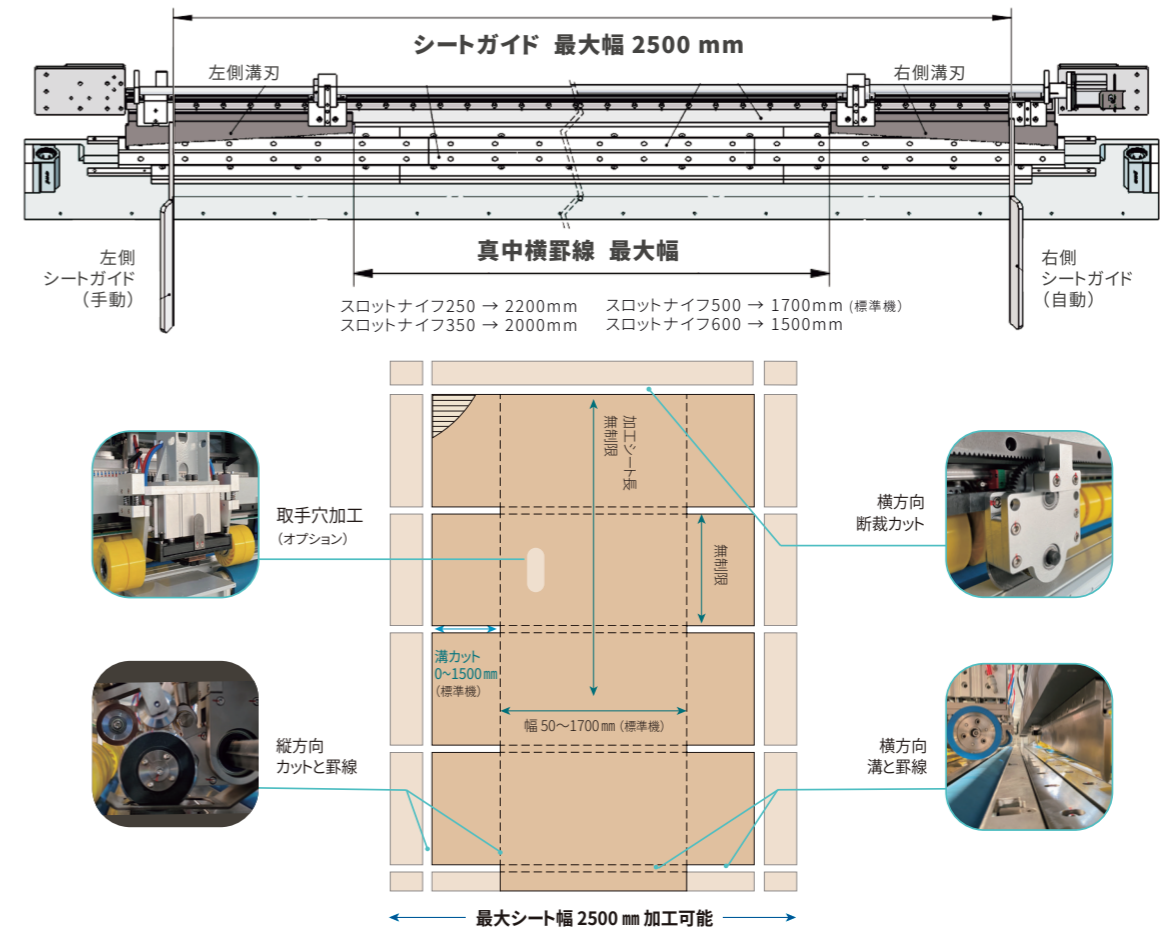 シートガイド 最大幅 2500 mm
左側溝刃
右側溝刃
左側
シートガイド
（手動）
真中横罫線 最大幅
右側
シートガイド
（自動）
スロットナイフ250 → 2200mm スロットナイフ500 → 1700mm (標準機)
スロットナイフ350 → 2000mm スロットナイフ600 → 1500mm
加工シート長
無制限
取手穴加工
（オプション）
横方向
断裁カット
無制限
溝カット
0~1500㎜
(標準機)
幅 50～1700㎜ (標準機)
縦方向
カットと罫線
横方向
溝と罫線
最大シート幅 2500 ㎜ 加工可能